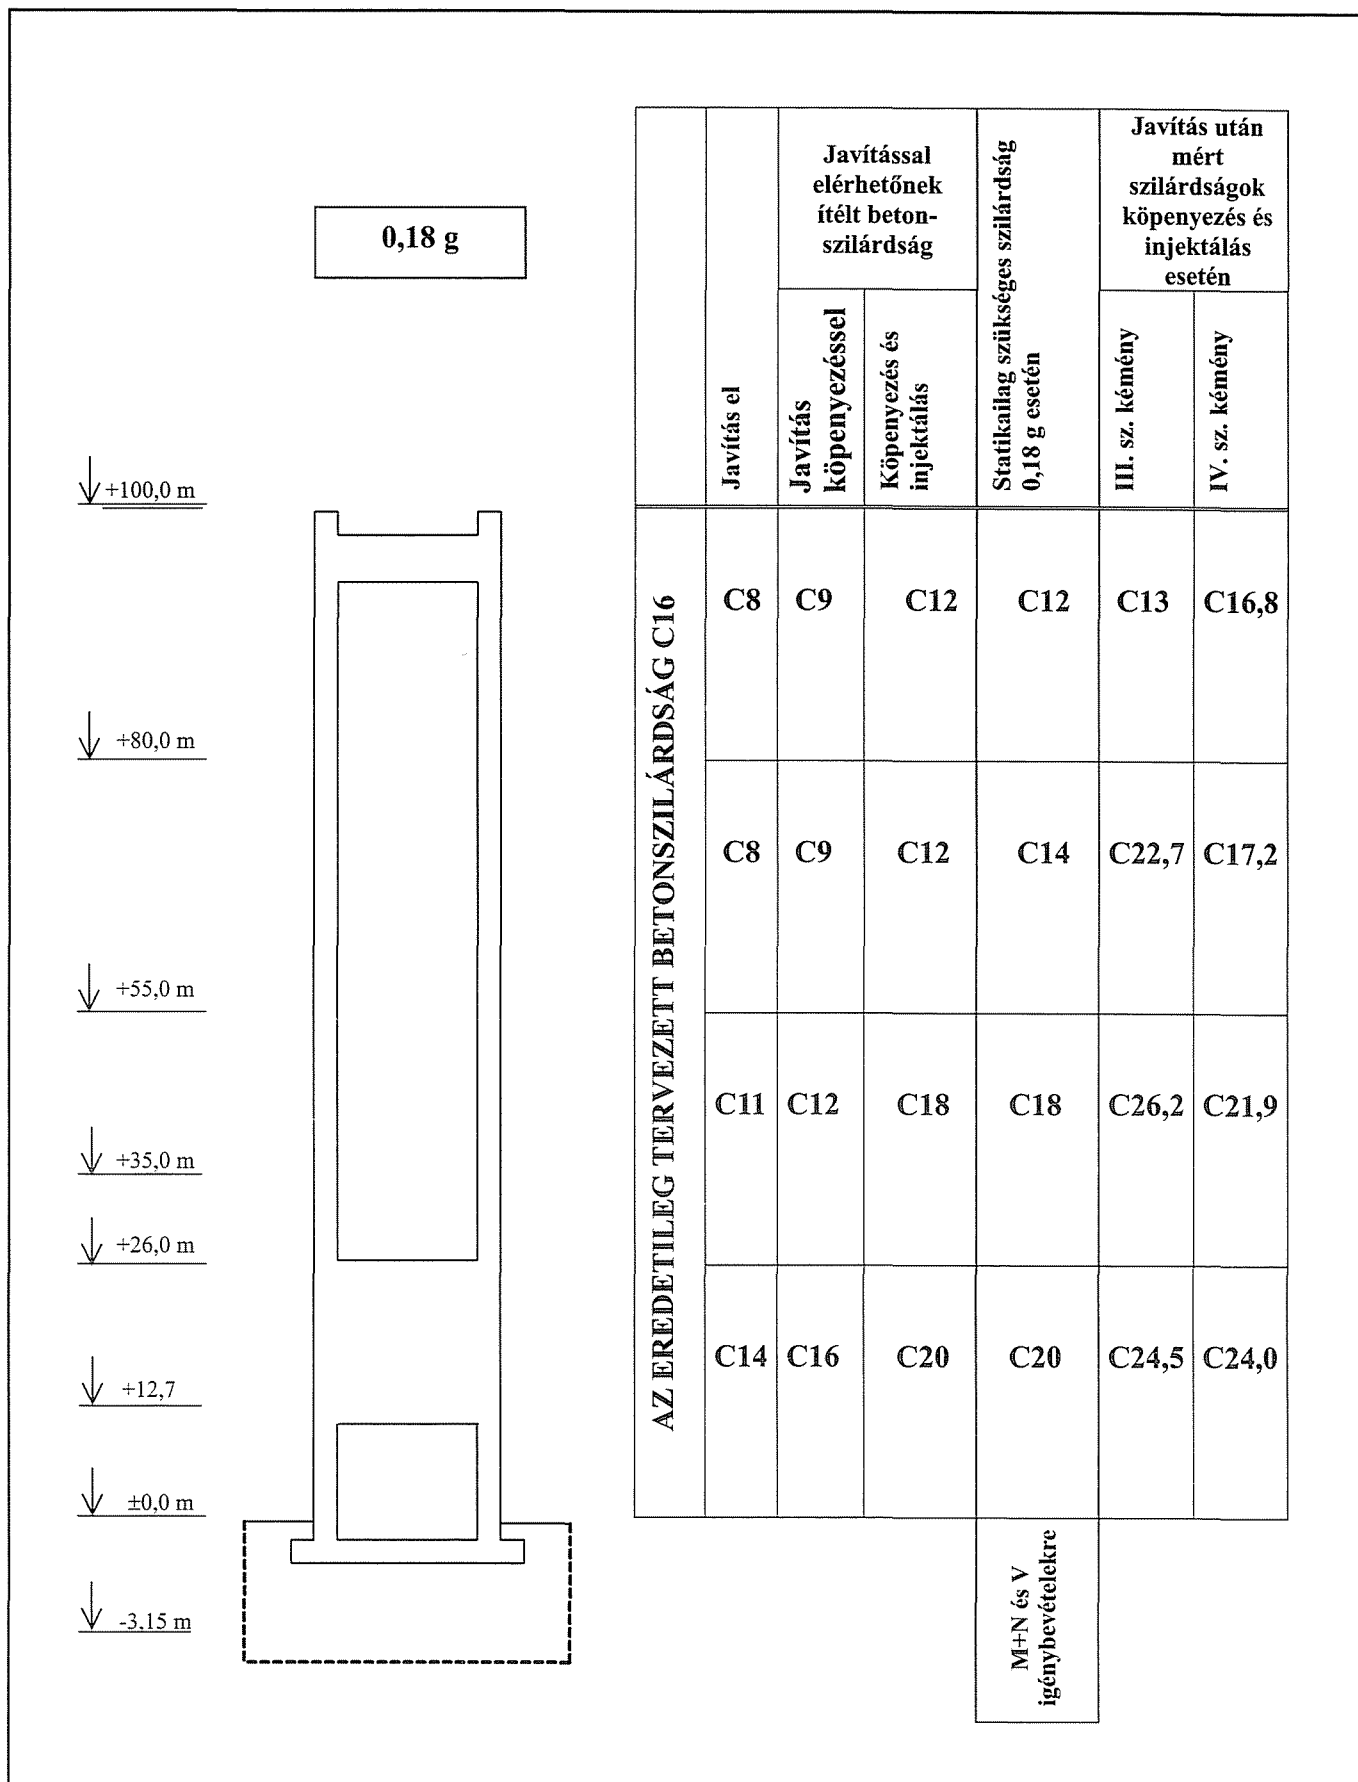 0,18 g
+100,0 m
+80,0 m
+55,0 m
+35,0 m
+26,0 m
+12,7
±0,0 m
-3,15 m
AZ EREDETILEG TERVEZETT BETONSZILÁRDSÁG C16
Javítás el
Javítással
elérhetőnek
ítélt beton-
szilárdság
Javítás
köpenyezéssel
Köpenyezés és
injektálás
Statikailag szükséges szilárdság
0,18 g esetén
Javítás után
mért
szilárdságok
köpenyezés és
injektálás
esetén
III. sz. kémény
IV. sz. kémény
C8 C9 C12 C12 C13 C16,8
C8 C9 C12 C14 C22,7 C17,2
C11 C12 C18 C18 C26,2 C21,9
C14 C16 C20 C20 C24,5 C24,0
M+N és V
igénybevételekre